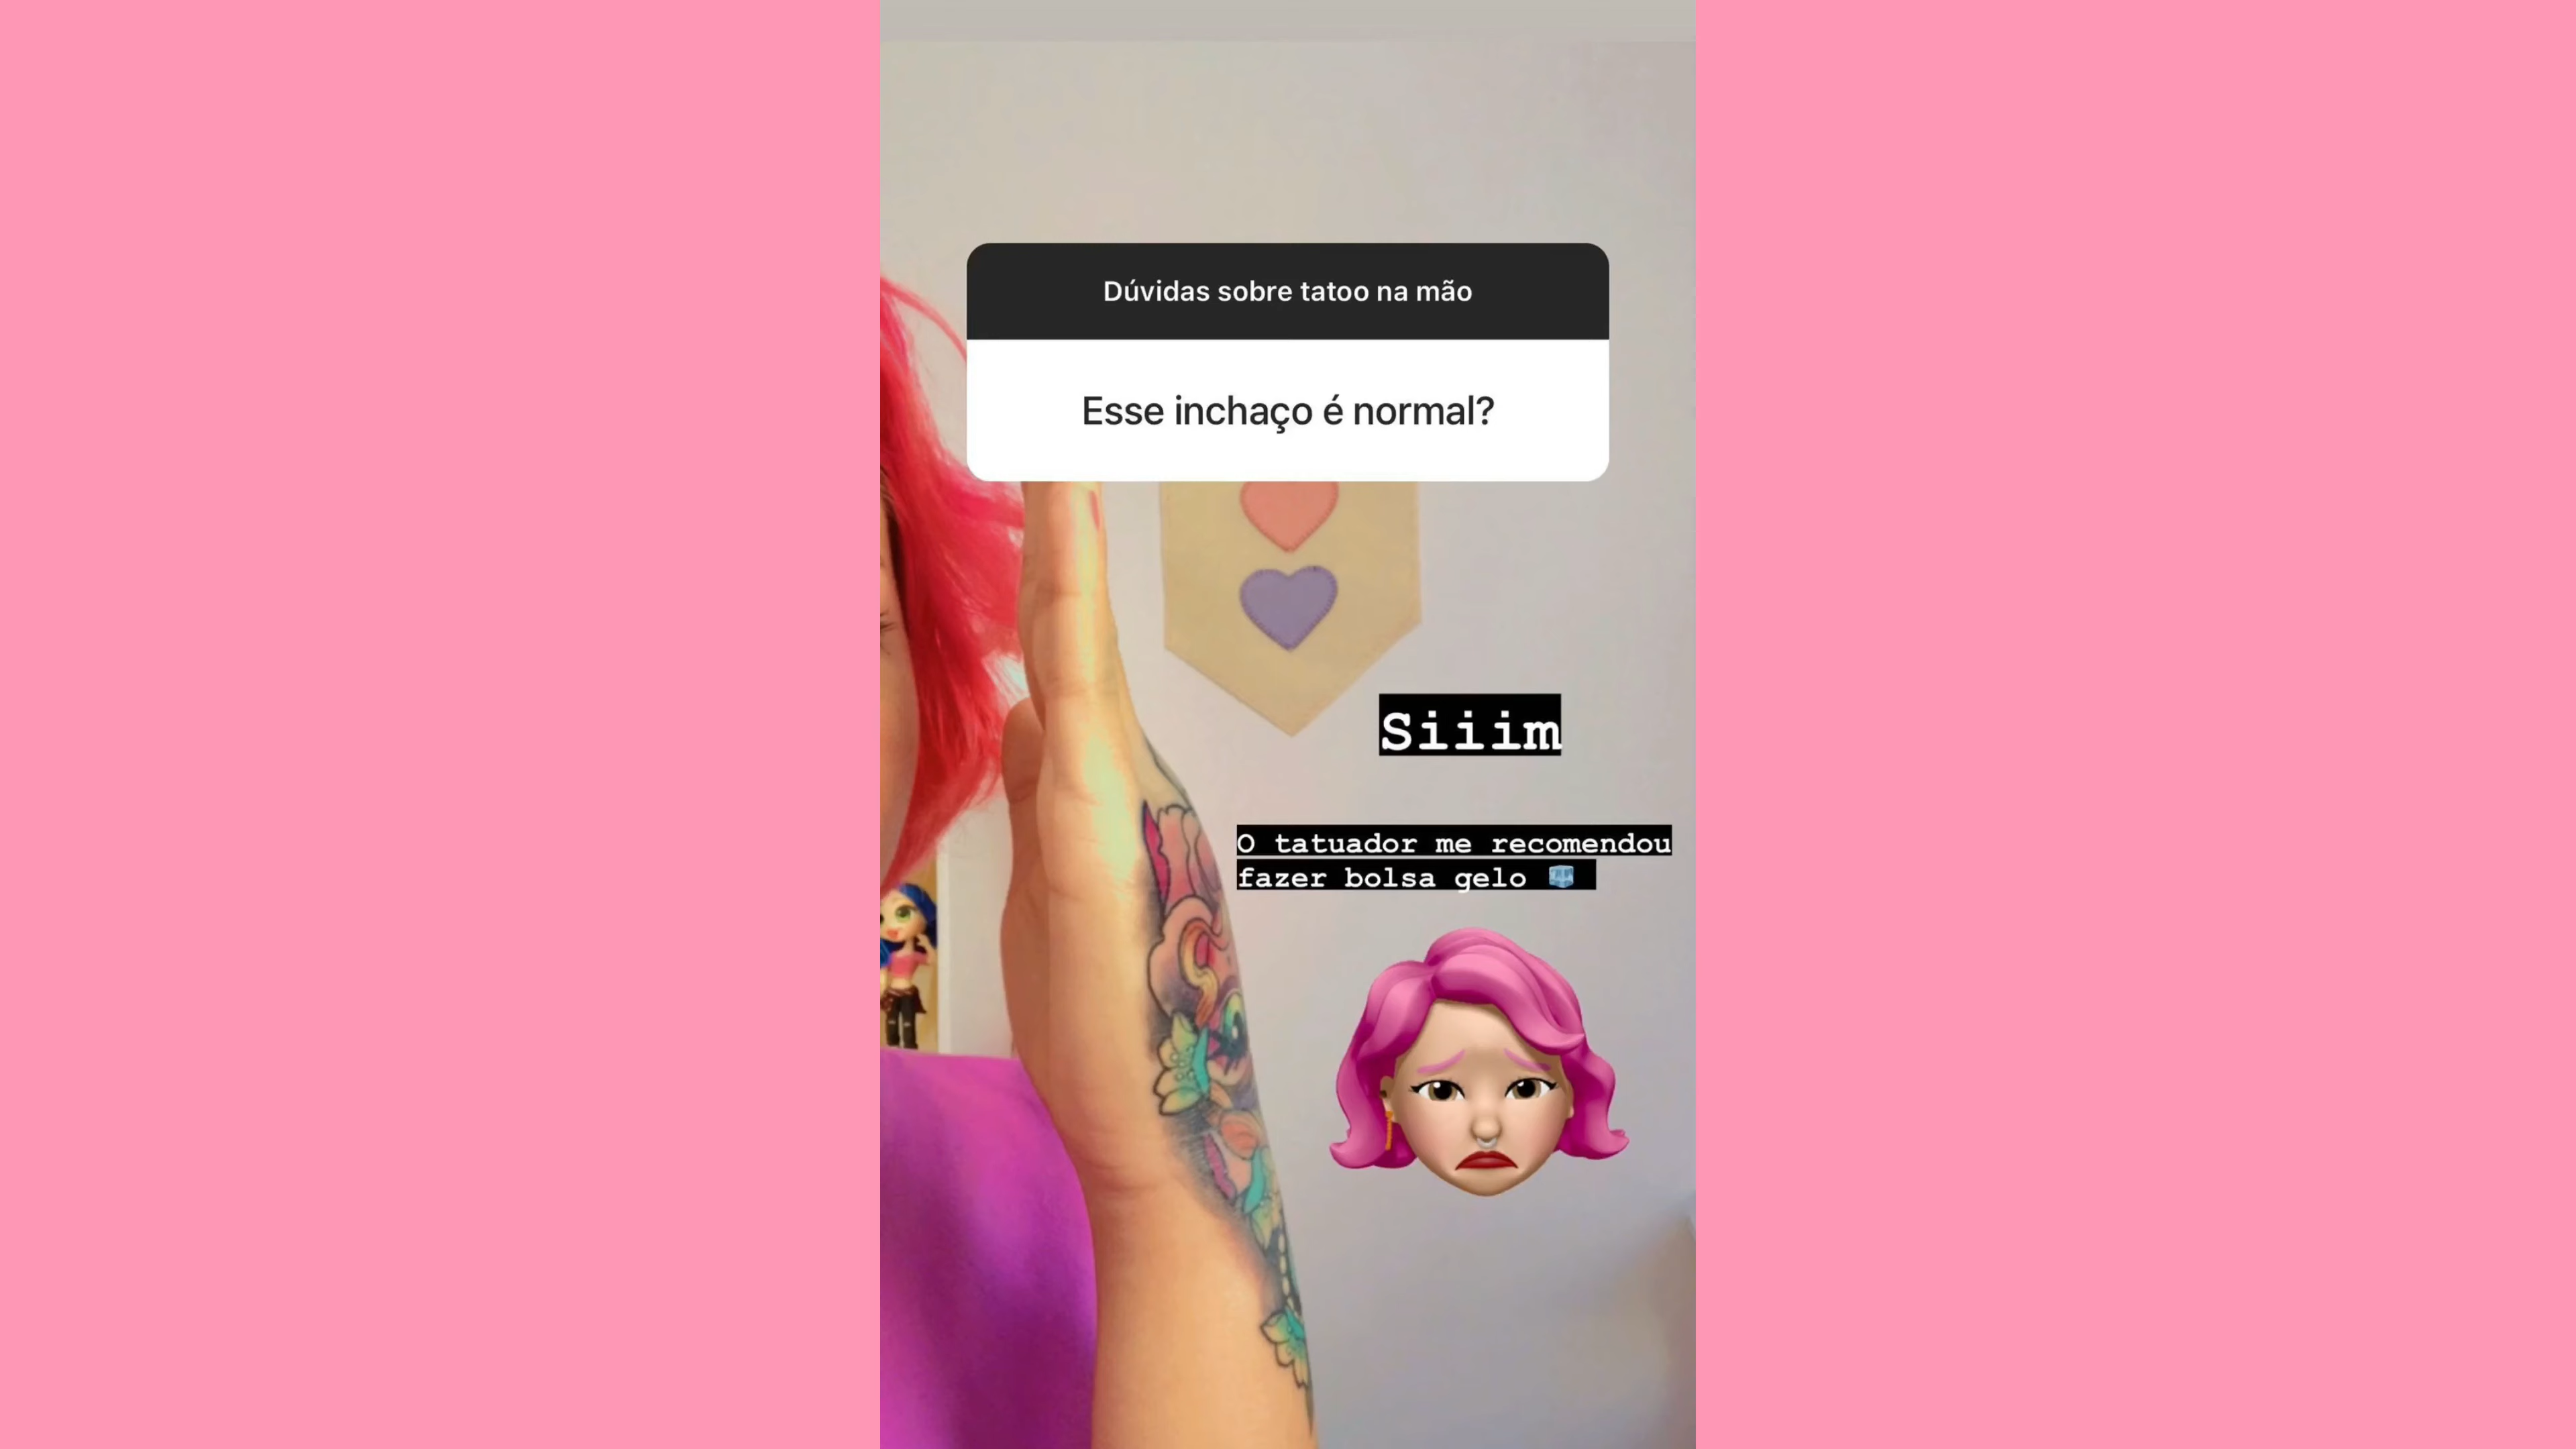 Dúvidas sobre tatoo na mão
Esse inchaço é normal?
Siiim
O tatuador me recomendou
fazer bolsa gelo 🧊